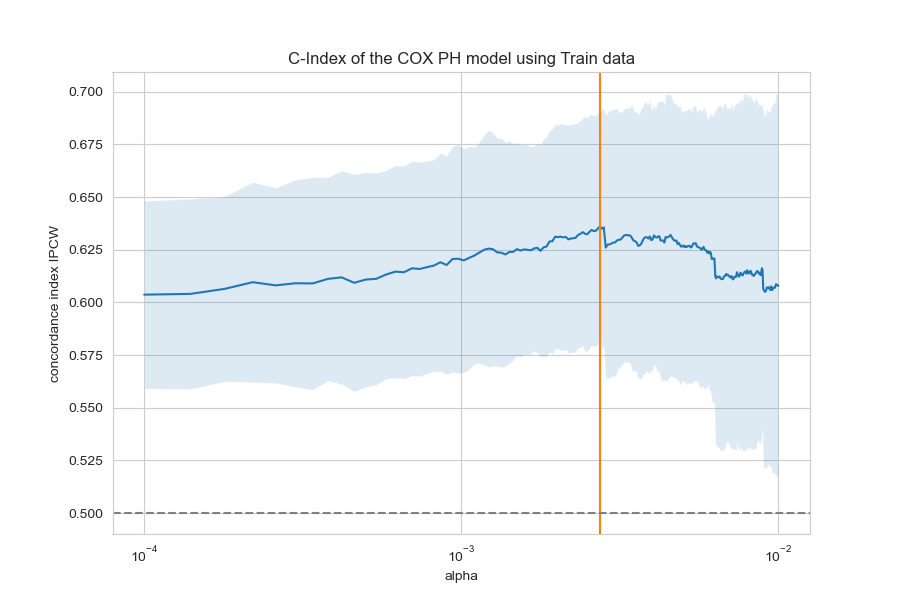 C-Index of the COX PH model using Train data
concordance index IPCW
0.700
0.675
0.650
0.625
0.600
0.575
0.550
0.525
0.500
10⁻⁴ 10⁻³ 10⁻²
alpha